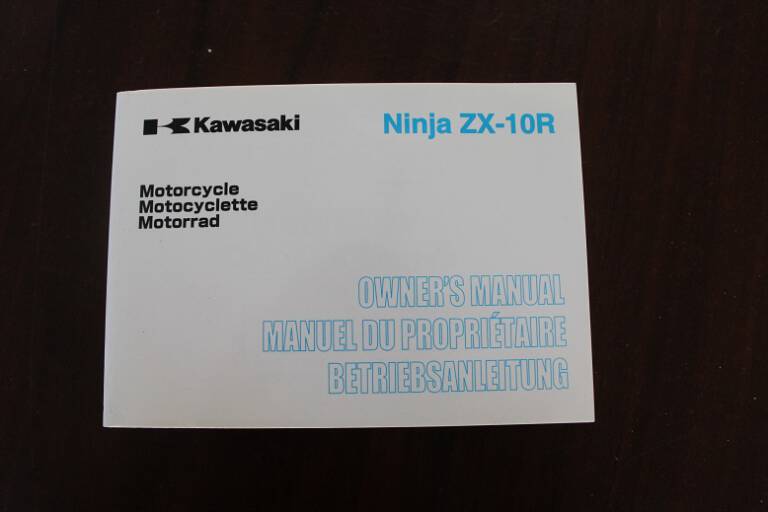 Kawasaki
Ninja ZX-10R
Motorcycle
Motocyclette
Motorrad
OWNER'S MANUAL
MANUEL DU PROPRIÉTAIRE
BETRIEBSANLEITUNG